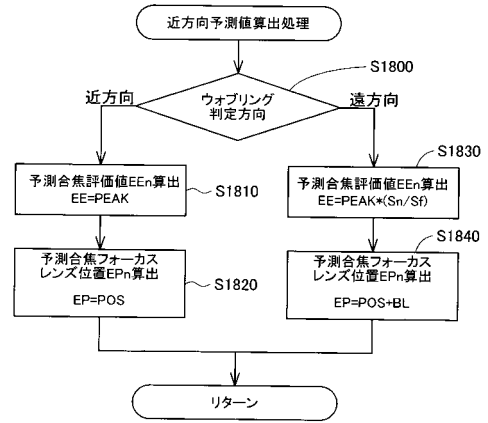 近方向予測値算出処理
S1800
近方向
ウォブリング
判定方向
遠方向
S1830
予測合焦評価値EEn算出
EE=PEAK
S1810
予測合焦評価値EEn算出
EE=PEAK*(Sn/Sf)
S1840
予測合焦フォーカス
レンズ位置EPn算出
EP=POS
S1820
予測合焦フォーカス
レンズ位置EPn算出
EP=POS+BL
リターン